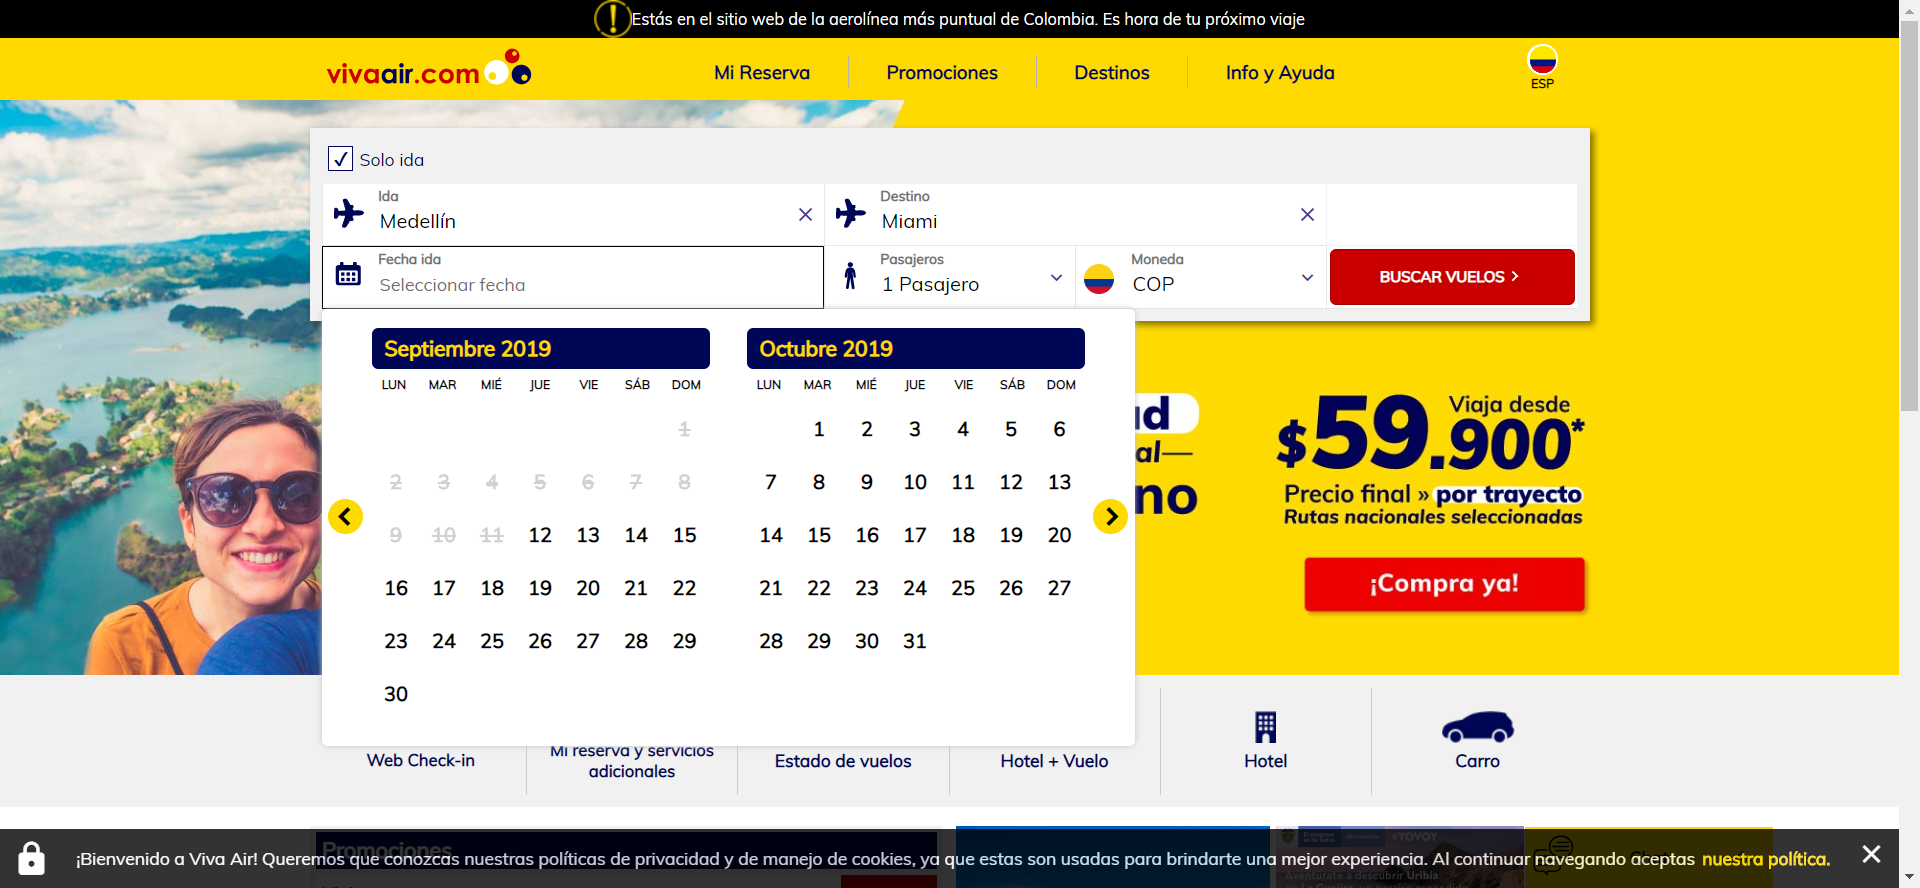 Estás en el sitio web de la aerolínea más puntual de Colombia. Es hora de tu próximo viaje
vivaair.com
Mi Reserva
Promociones
Destinos
Info y Ayuda
ESP
Solo ida
Ida
Medellín
Destino
Miami
Fecha ida
Seleccionar fecha
Pasajeros
1 Pasajero
Moneda
COP
BUSCAR VUELOS
Septiembre 2019
LUN MAR MIÉ JUE VIE SÁB DOM
1
2 3 4 5 6 7 8
9 10 11 12 13 14 15
16 17 18 19 20 21 22
23 24 25 26 27 28 29
30
Octubre 2019
LUN MAR MIÉ JUE VIE SÁB DOM
1 2 3 4 5 6
7 8 9 10 11 12 13
14 15 16 17 18 19 20
21 22 23 24 25 26 27
28 29 30 31
Viaja desde
$59.900*
Precio final » por trayecto
Rutas nacionales seleccionadas
¡Compra ya!
Web Check-in
Mi reserva y servicios
adicionales
Estado de vuelos
Hotel + Vuelo
Hotel
Carro
Promociones
#YOVOY
¡Bienvenido a Viva Air! Queremos que conozcas nuestras políticas de privacidad y de manejo de cookies, ya que estas son usadas para brindarte una mejor experiencia. Al continuar navegando aceptas nuestra política.
Aventúrate a descubrir Uribia